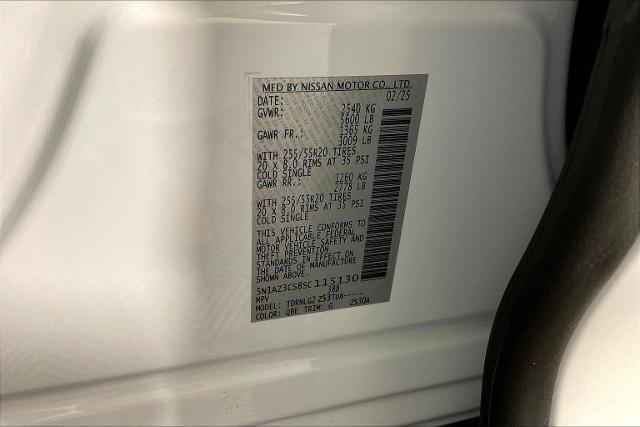 MFD BY NISSAN MOTOR CO., LTD.
DATE: 02/25
GVWR: 2540 KG
5600 LB
GAWR FR.: 1365 KG
3009 LB
WITH 255/55R20 TIRES
20 X 8.0 RIMS AT 35 PSI
COLD SINGLE
GAWR RR.: 1260 KG
2778 LB
WITH 255/55R20 TIRES
20 X 8.0 RIMS AT 35 PSI
COLD SINGLE
THIS VEHICLE CONFORMS TO
ALL APPLICABLE FEDERAL
MOTOR VEHICLE SAFETY AND
THEFT PREVENTION
STANDARDS IN EFFECT ON
THE DATE OF MANUFACTURE
SHOWN ABOVE.
5N1AZ3CS8SC115130
MPV 388
MODEL: TDRNLG2 ZS3TUA-----
COLOR: QBE TRIM: G ZS30A